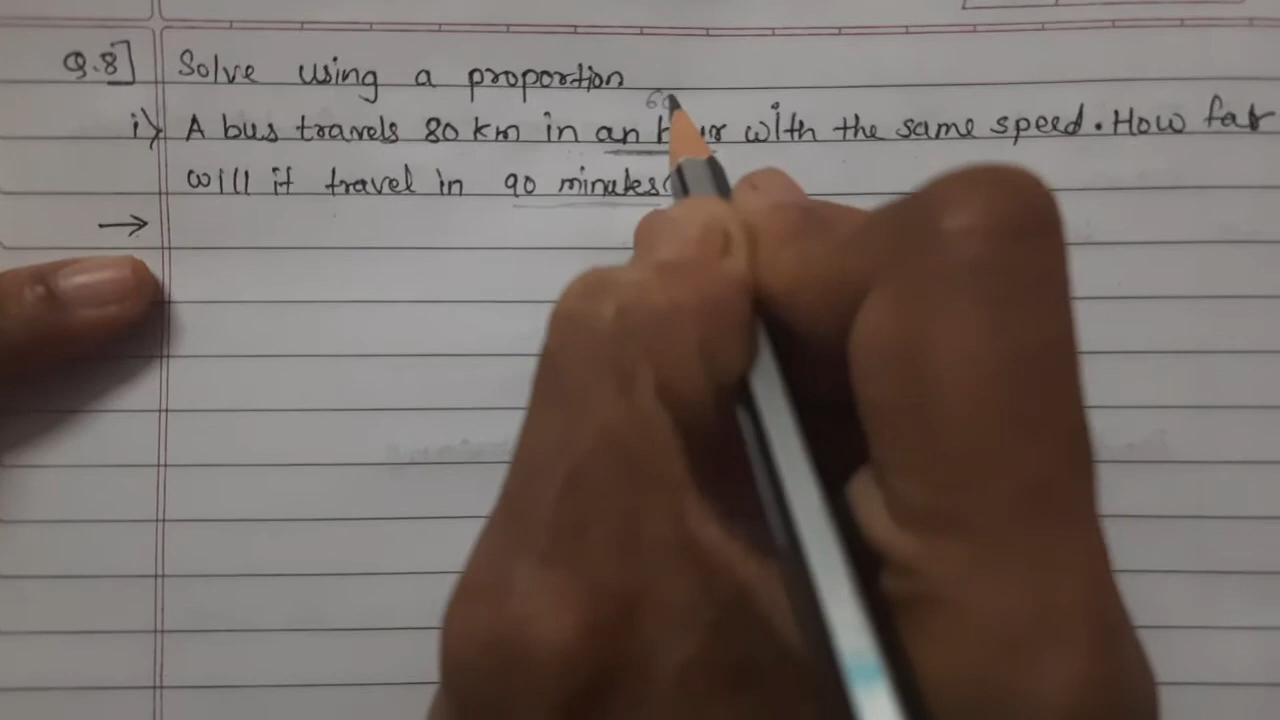 Q.8] Solve using a proportion
60
i) A bus travels 80 km in an with the same speed. How far
will it travel in 90 minutes
→